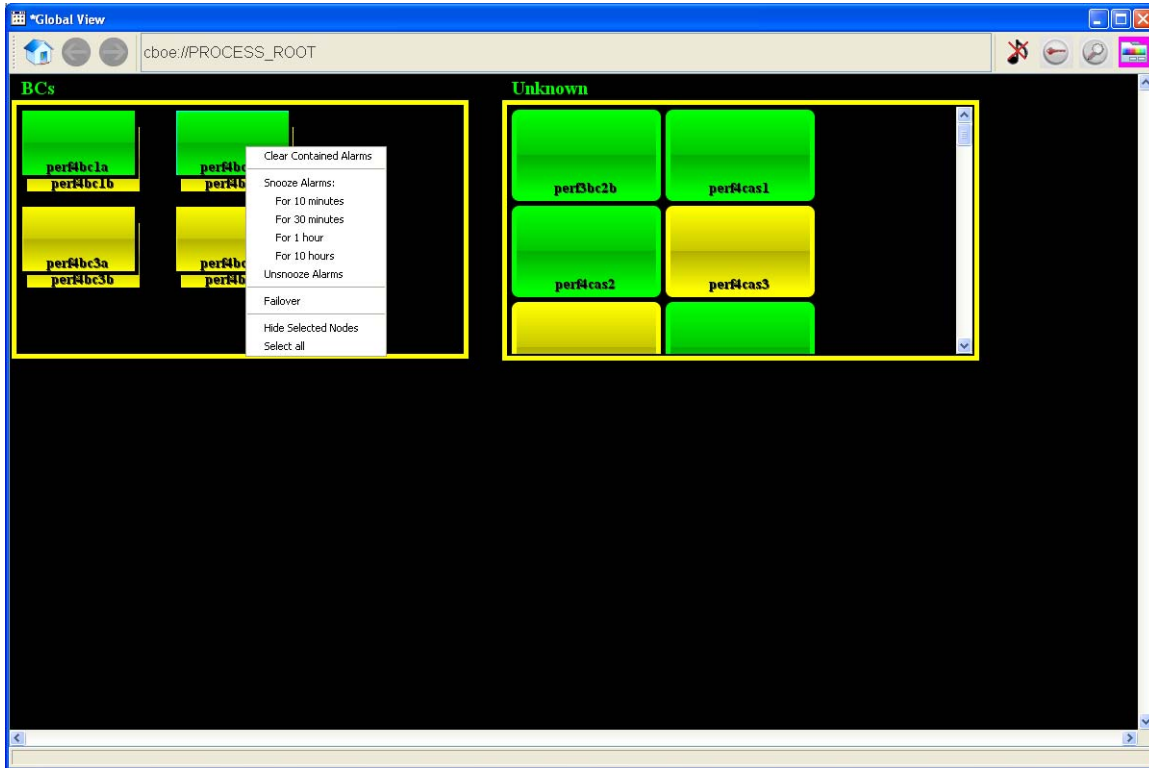 *Global View
cboe://PROCESS_ROOT
BCs
Unknown
perf4bc1a
perf4bc1b
perf4bc3a
perf4bc3b
Clear Contained Alarms
Snooze Alarms:
For 10 minutes
For 30 minutes
For 1 hour
For 10 hours
Unsnooze Alarms
Failover
Hide Selected Nodes
Select all
perf3bc2b
perf4cas1
perf4cas2
perf4cas3